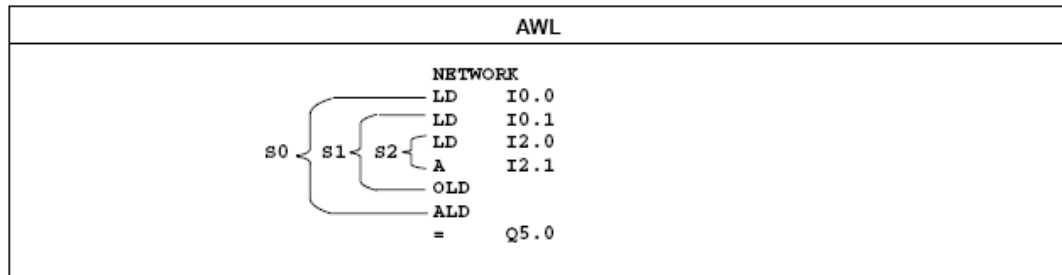 AWL
NETWORK
LD I0.0
LD I0.1
S0 S1 S2 LD I2.0
A I2.1
OLD
ALD
= Q5.0